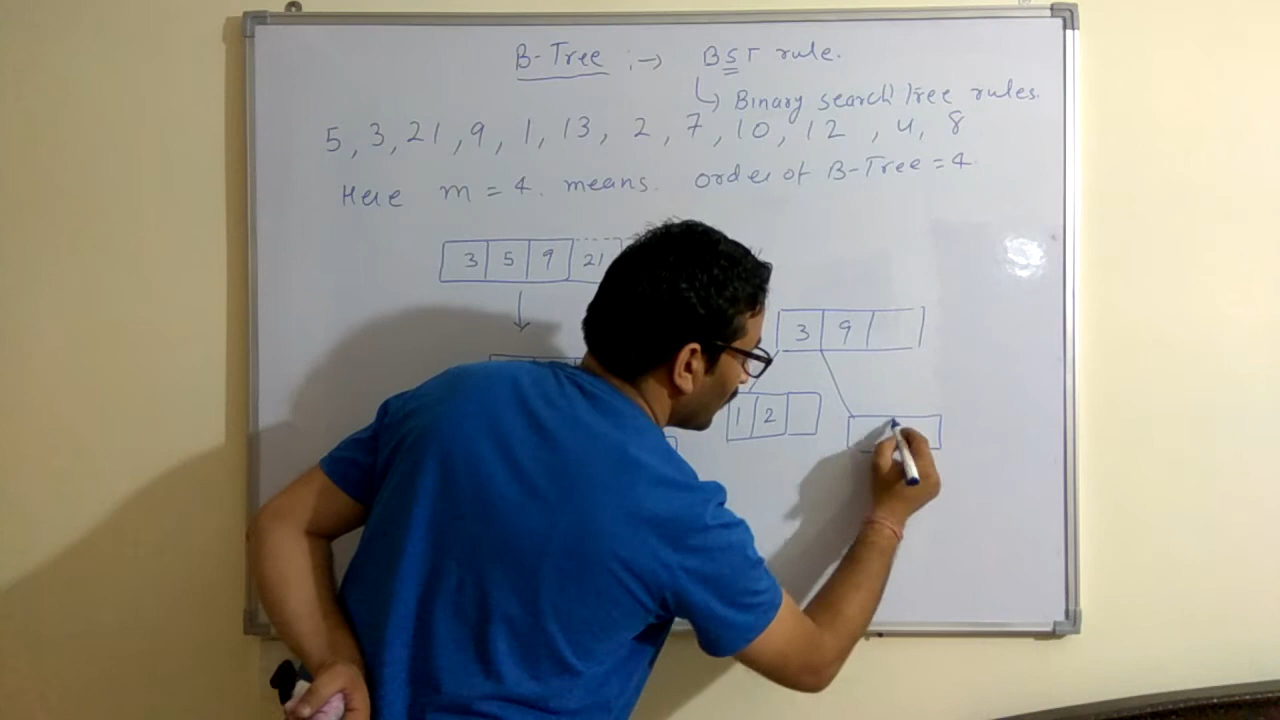 B-Tree :→ BST rule.
↳ Binary search Tree rules.
5, 3, 21, 9, 1, 13, 2, 7, 10, 12, 4, 8
Here m = 4. means. order of B-Tree = 4.
3 5 9 21
3 9
1 2